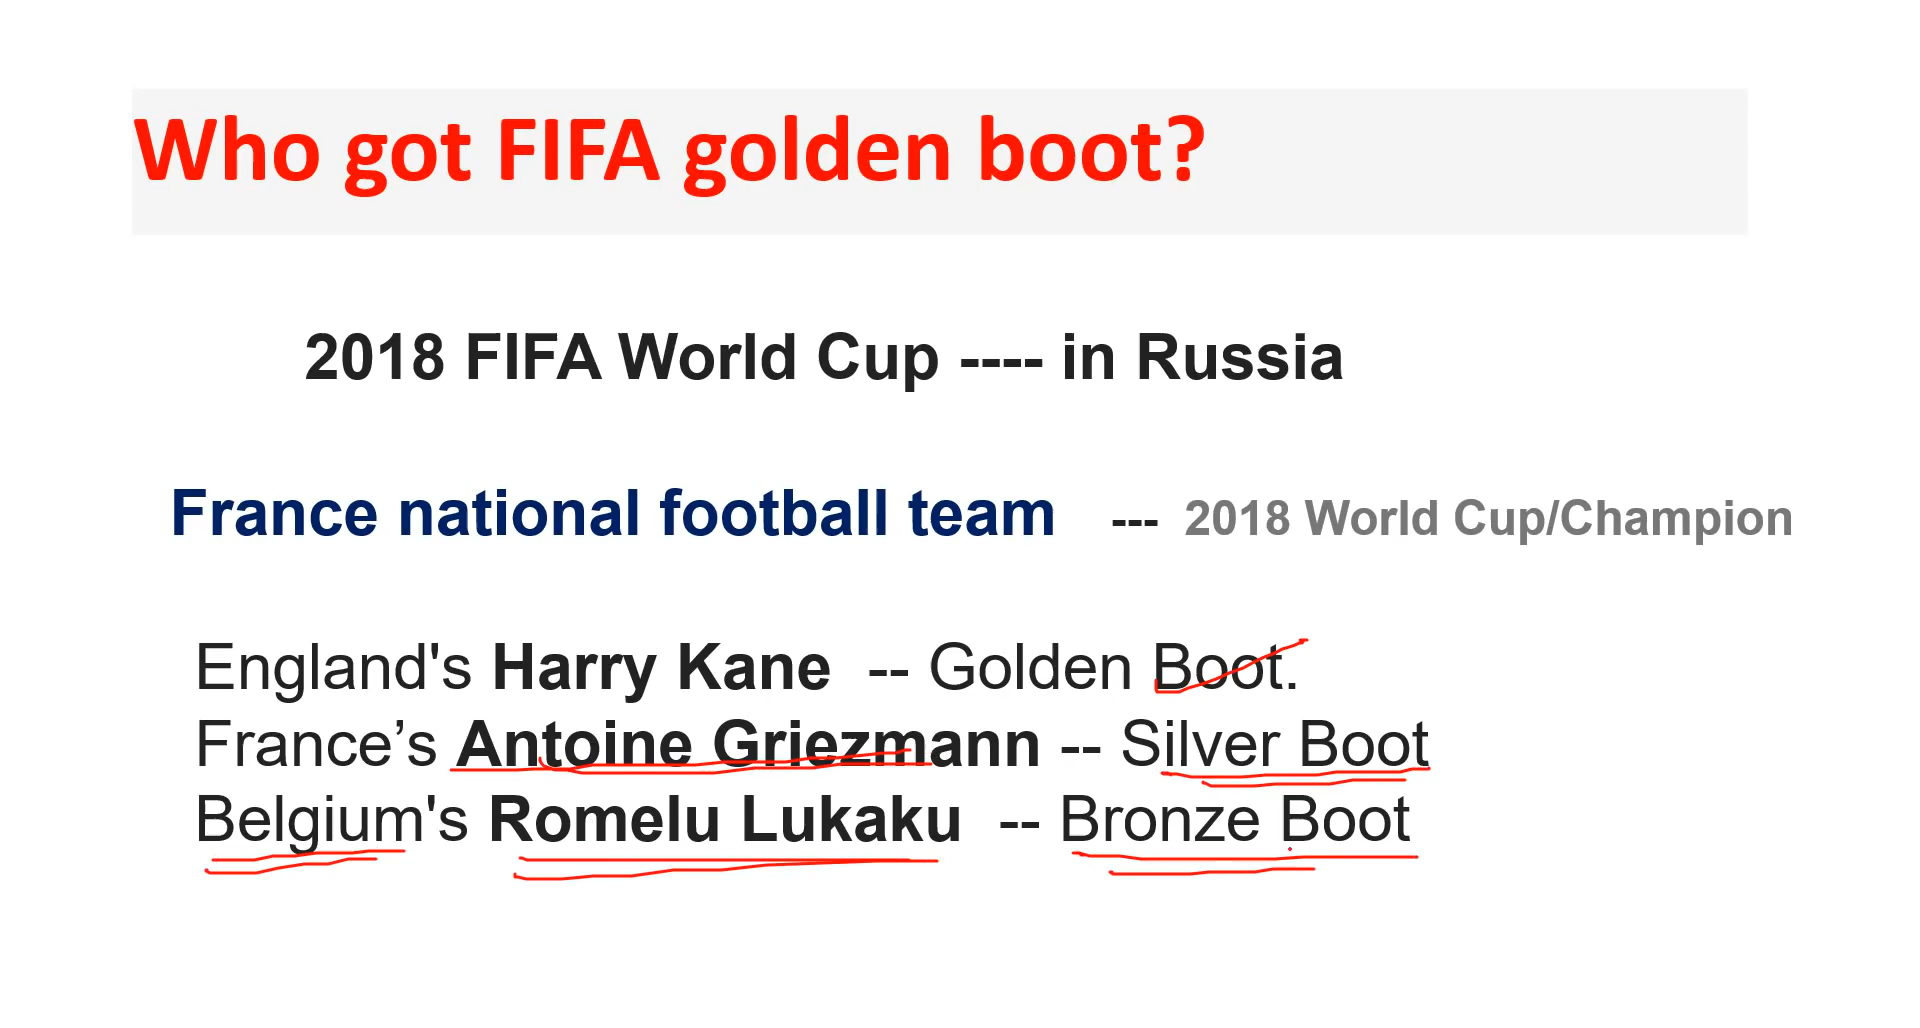 Who got FIFA golden boot?
2018 FIFA World Cup ---- in Russia
France national football team --- 2018 World Cup/Champion
England's Harry Kane -- Golden Boot.
France’s Antoine Griezmann -- Silver Boot
Belgium's Romelu Lukaku -- Bronze Boot